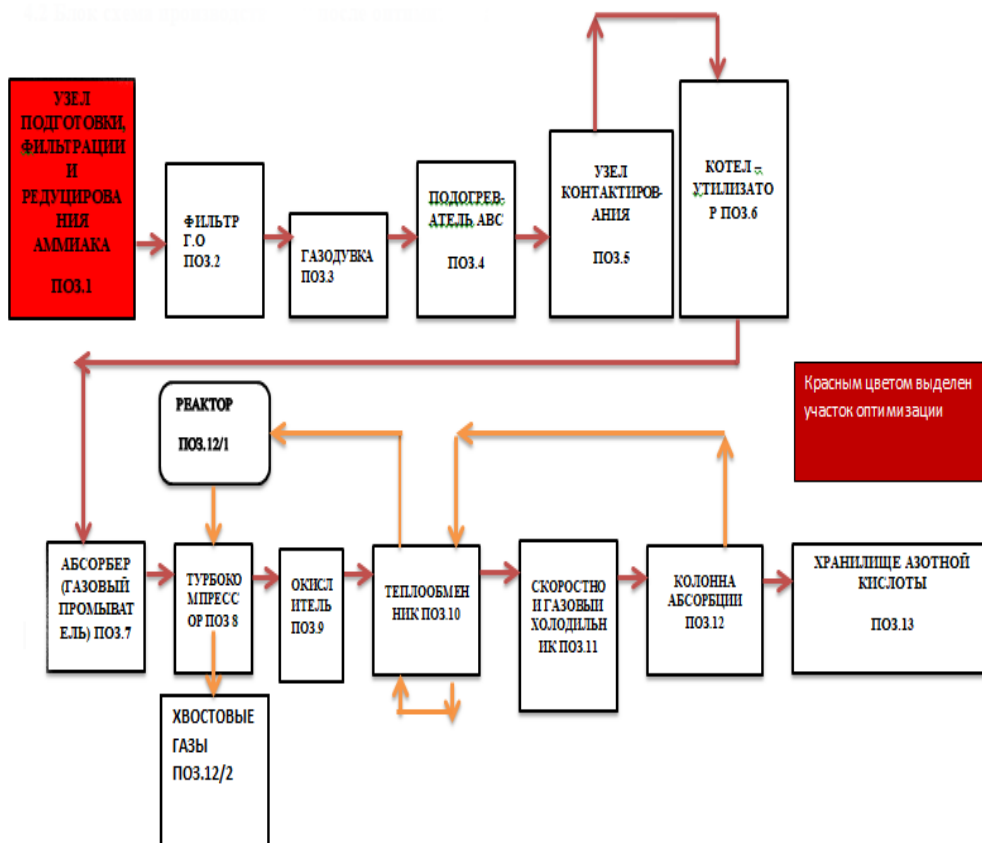 УЗЕЛ
ПОДГОТОВКИ,
ФИЛЬТРАЦИИ
И
РЕДУЦИРОВА
НИЯ
АММИАКА
ПОЗ.1
ФИЛЬТР
Г.О
ПОЗ.2
ГАЗОДУВКА
ПОЗ.3
ПОДОГРЕВ-
АТЕЛЬ АВС
ПОЗ.4
УЗЕЛ
КОНТАКТИРОВ-
АНИЯ
ПОЗ.5
КОТЕЛ –
УТИЛИЗАТО
Р ПОЗ.6
Красным цветом выделен
участок оптимизации
РЕАКТОР
ПОЗ.12/1
АБСОРБЕР
(ГАЗОВЫЙ
ПРОМЫВАТ
ЕЛЬ) ПОЗ.7
ТУРБОКО
МПРЕСС
ОР ПОЗ 8
ОКИСЛ
ИТЕЛЬ
ПОЗ.9
ТЕПЛООБМЕН
НИК ПОЗ.10
СКОРОСТНО
Й ГАЗОВЫЙ
ХОЛОДИЛЬН
ИК ПОЗ.11
КОЛОННА
АБСОРБЦИИ
ПОЗ.12
ХРАНИЛИЩЕ АЗОТНОЙ
КИСЛОТЫ
ПОЗ.13
ХВОСТОВЫЕ
ГАЗЫ
ПОЗ.12/2